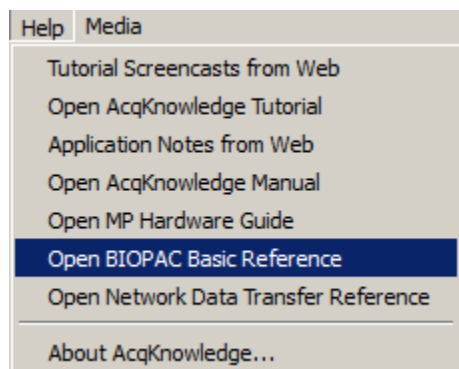 Help Media
Tutorial Screencasts from Web
Open AcqKnowledge Tutorial
Application Notes from Web
Open AcqKnowledge Manual
Open MP Hardware Guide
Open BIOPAC Basic Reference
Open Network Data Transfer Reference
About AcqKnowledge...